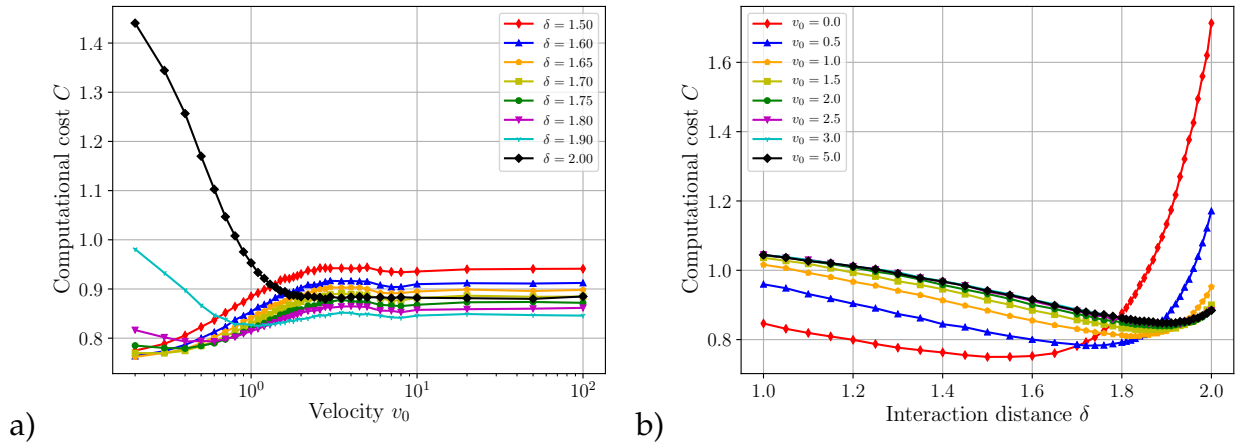 Computational cost C
1.4
1.3
1.2
1.1
1.0
0.9
0.8
δ = 1.50
δ = 1.60
δ = 1.65
δ = 1.70
δ = 1.75
δ = 1.80
δ = 1.90
δ = 2.00
10⁰ 10¹ 10²
Velocity v₀
a)
Computational cost C
1.6
1.4
1.2
1.0
0.8
v₀ = 0.0
v₀ = 0.5
v₀ = 1.0
v₀ = 1.5
v₀ = 2.0
v₀ = 2.5
v₀ = 3.0
v₀ = 5.0
1.0 1.2 1.4 1.6 1.8 2.0
Interaction distance δ
b)